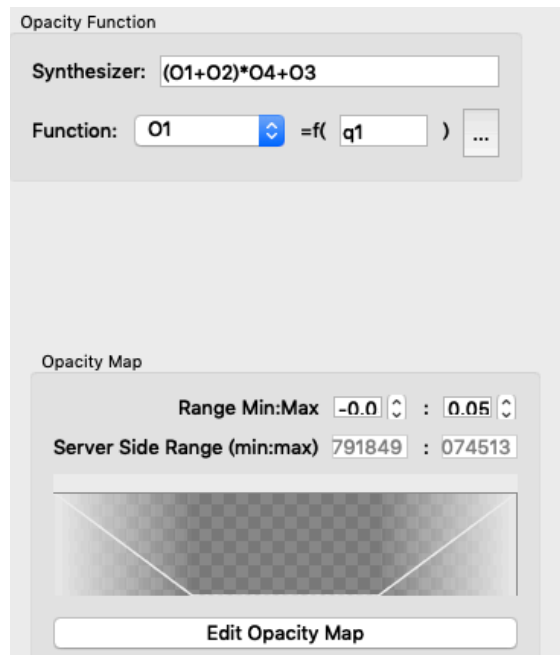 Opacity Function
Synthesizer: (O1+O2)*O4+O3
Function: O1 =f( q1 ) ...
Opacity Map
Range Min:Max -0.0 : 0.05
Server Side Range (min:max) 791849 : 074513
Edit Opacity Map